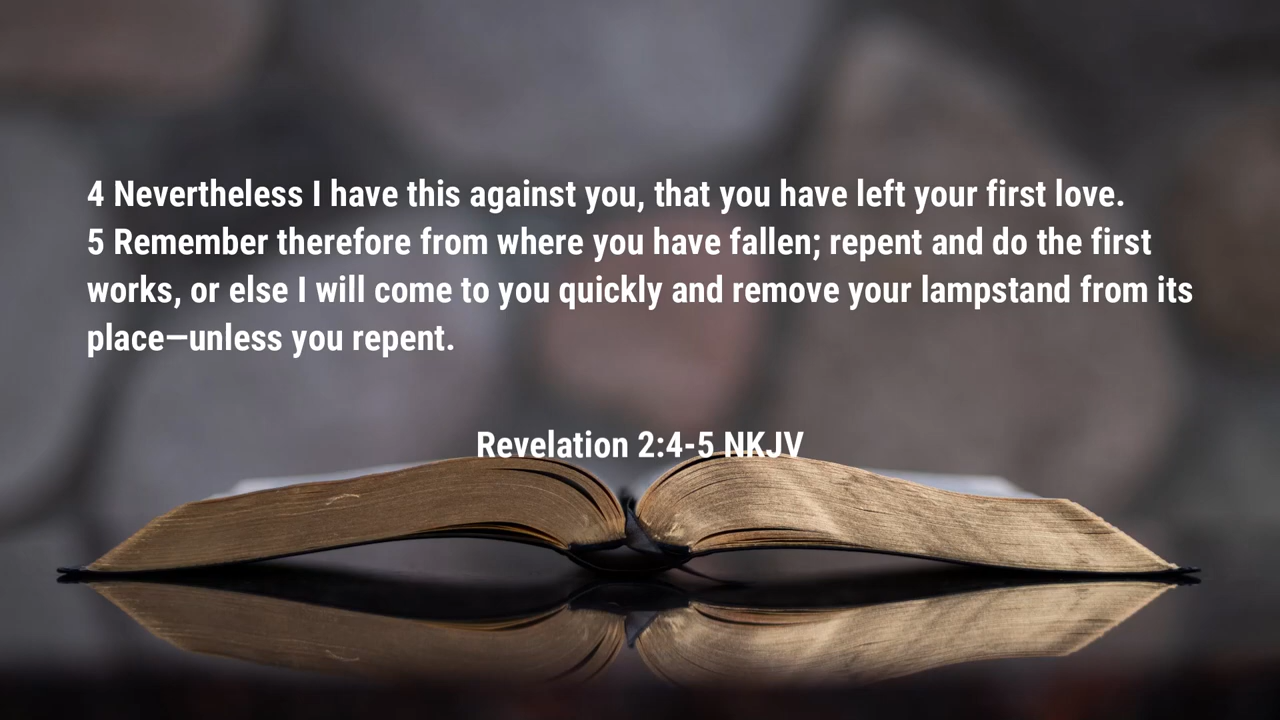 4 Nevertheless I have this against you, that you have left your first love.
5 Remember therefore from where you have fallen; repent and do the first
works, or else I will come to you quickly and remove your lampstand from its
place—unless you repent.
Revelation 2:4-5 NKJV